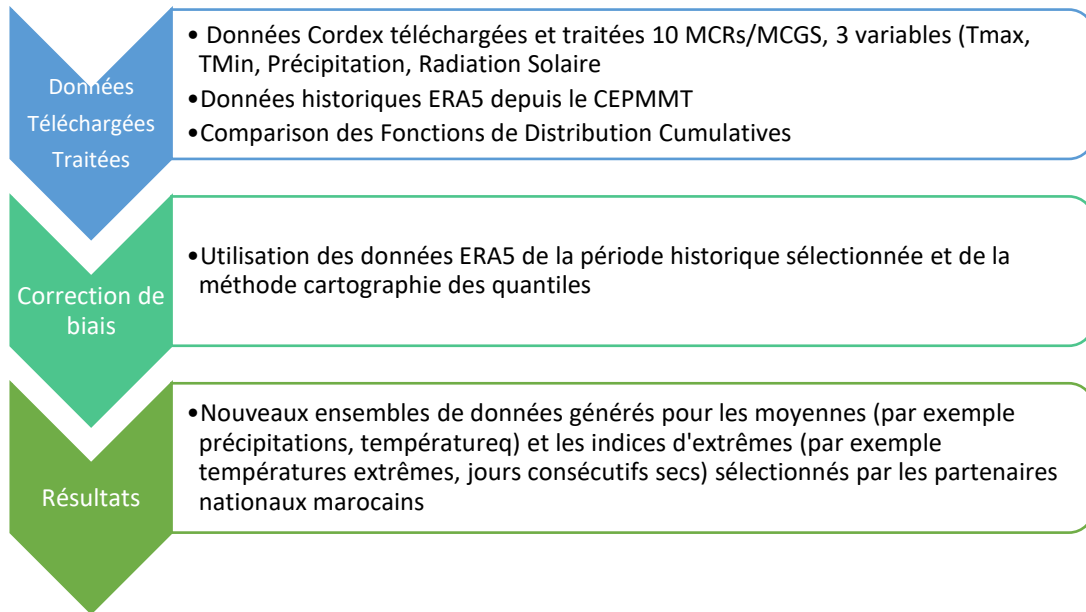 Données
Téléchargées
Traitées
• Données Cordex téléchargées et traitées 10 MCRs/MCGS, 3 variables (Tmax,
TMin, Précipitation, Radiation Solaire
•Données historiques ERA5 depuis le CEPMMT
•Comparison des Fonctions de Distribution Cumulatives
Correction de
biais
•Utilisation des données ERA5 de la période historique sélectionnée et de la
méthode cartographie des quantiles
Résultats
•Nouveaux ensembles de données générés pour les moyennes (par exemple
précipitations, températureq) et les indices d'extrêmes (par exemple
températures extrêmes, jours consécutifs secs) sélectionnés par les partenaires
nationaux marocains